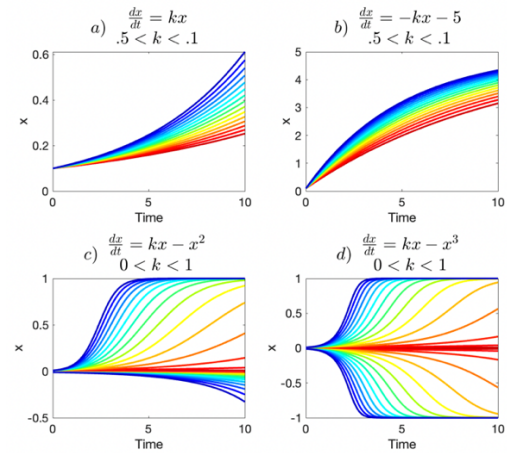 a) dx/dt = kx
.5 < k < .1
0.6
0.4
0.2
0
x
0
5
10
Time
b) dx/dt = −kx − 5
.5 < k < .1
5
4
3
2
1
0
x
0
5
10
Time
c) dx/dt = kx − x²
0 < k < 1
1
0.5
0
-0.5
x
0
5
10
Time
d) dx/dt = kx − x³
0 < k < 1
1
0.5
0
-0.5
-1
x
0
5
10
Time